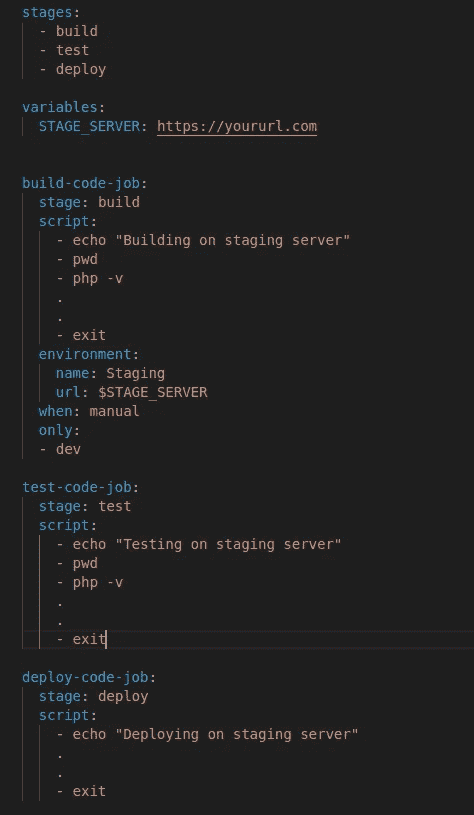 stages:
  - build
  - test
  - deploy

variables:
  STAGE_SERVER: https://yoururl.com


build-code-job:
  stage: build
  script:
    - echo "Building on staging server"
    - pwd
    - php -v
    .
    .
    - exit
  environment:
    name: Staging
    url: $STAGE_SERVER
  when: manual
  only:
  - dev

test-code-job:
  stage: test
  script:
    - echo "Testing on staging server"
    - pwd
    - php -v
    .
    .
    - exit

deploy-code-job:
  stage: deploy
  script:
    - echo "Deploying on staging server"
    .
    .
    - exit